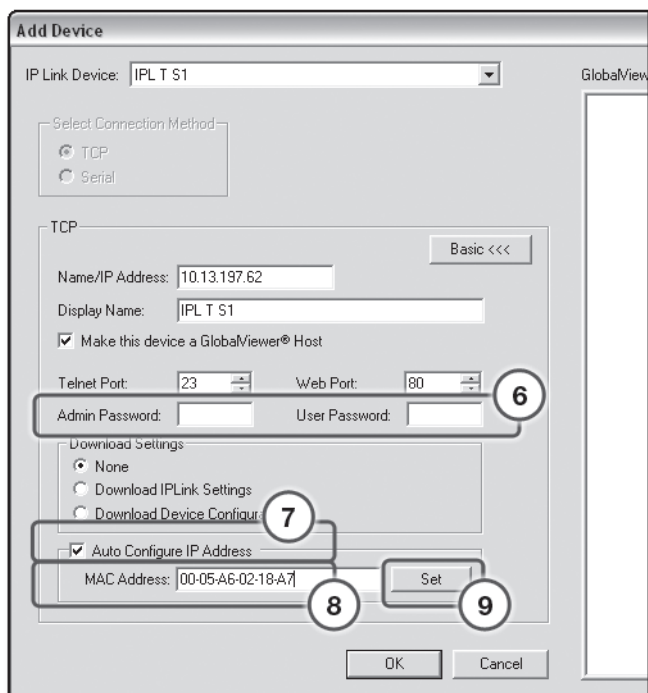 Add Device
IP Link Device: IPL T S1
GlobalView
Select Connection Method
TCP
Serial
TCP
Basic <<<
Name/IP Address: 10.13.197.62
Display Name: IPL T S1
Make this device a GlobalViewer® Host
Telnet Port: 23 Web Port: 80
6
Admin Password: User Password:
Download Settings
None
Download IPLink Settings
Download Device Configura
7
Auto Configure IP Address
MAC Address: 00-05-A6-02-18-A7 Set
8 9
OK Cancel